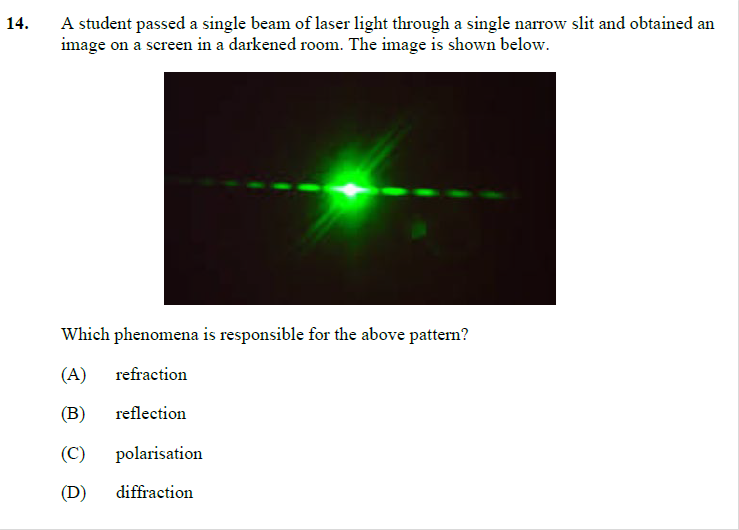 14. A student passed a single beam of laser light through a single narrow slit and obtained an
image on a screen in a darkened room. The image is shown below.
Which phenomena is responsible for the above pattern?
(A) refraction
(B) reflection
(C) polarisation
(D) diffraction